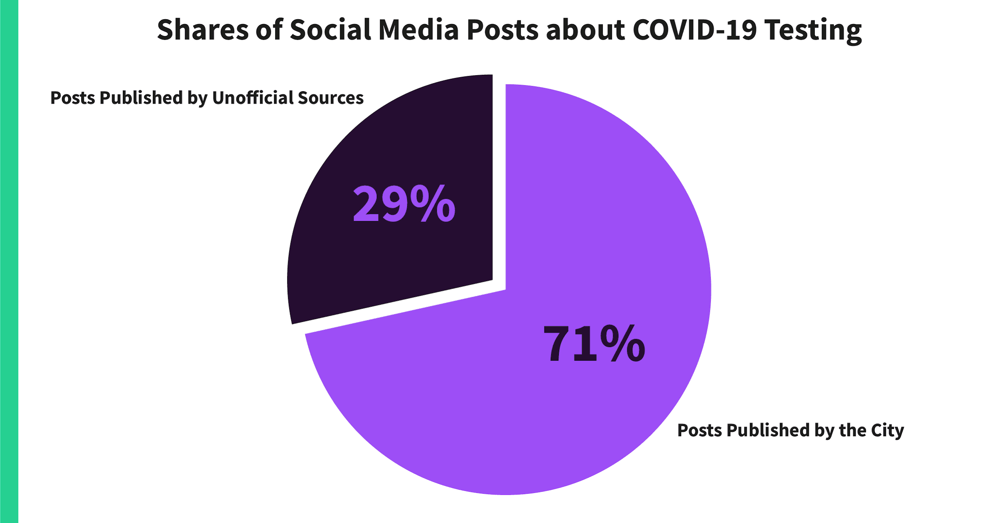 Shares of Social Media Posts about COVID-19 Testing
Posts Published by Unofficial Sources
29%
71%
Posts Published by the City